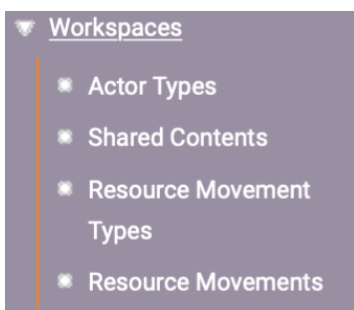 Workspaces
Actor Types
Shared Contents
Resource Movement
Types
Resource Movements